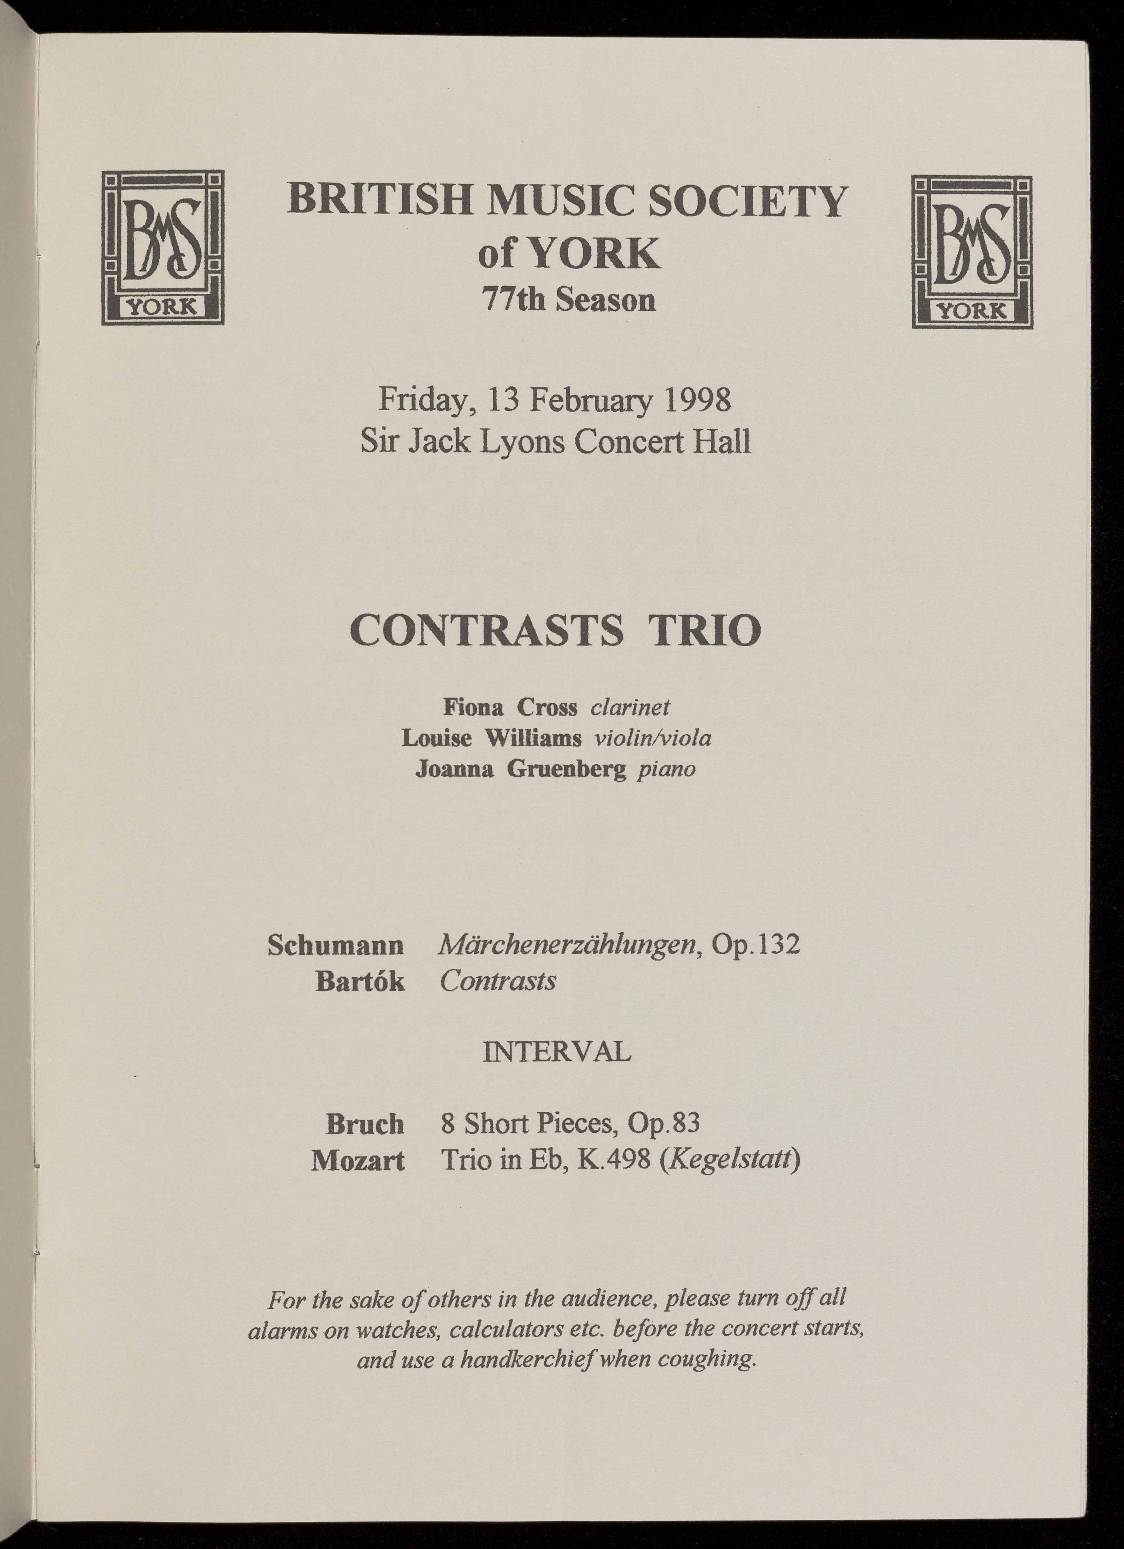 BMS
YORK
BRITISH MUSIC SOCIETY
of YORK
77th Season
BMS
YORK
Friday, 13 February 1998
Sir Jack Lyons Concert Hall
CONTRASTS TRIO
Fiona Cross clarinet
Louise Williams violin/viola
Joanna Gruenberg piano
Schumann Märchenerzählungen, Op.132
Bartók Contrasts
INTERVAL
Bruch 8 Short Pieces, Op.83
Mozart Trio in Eb, K.498 (Kegelstatt)
For the sake of others in the audience, please turn off all
alarms on watches, calculators etc. before the concert starts,
and use a handkerchief when coughing.